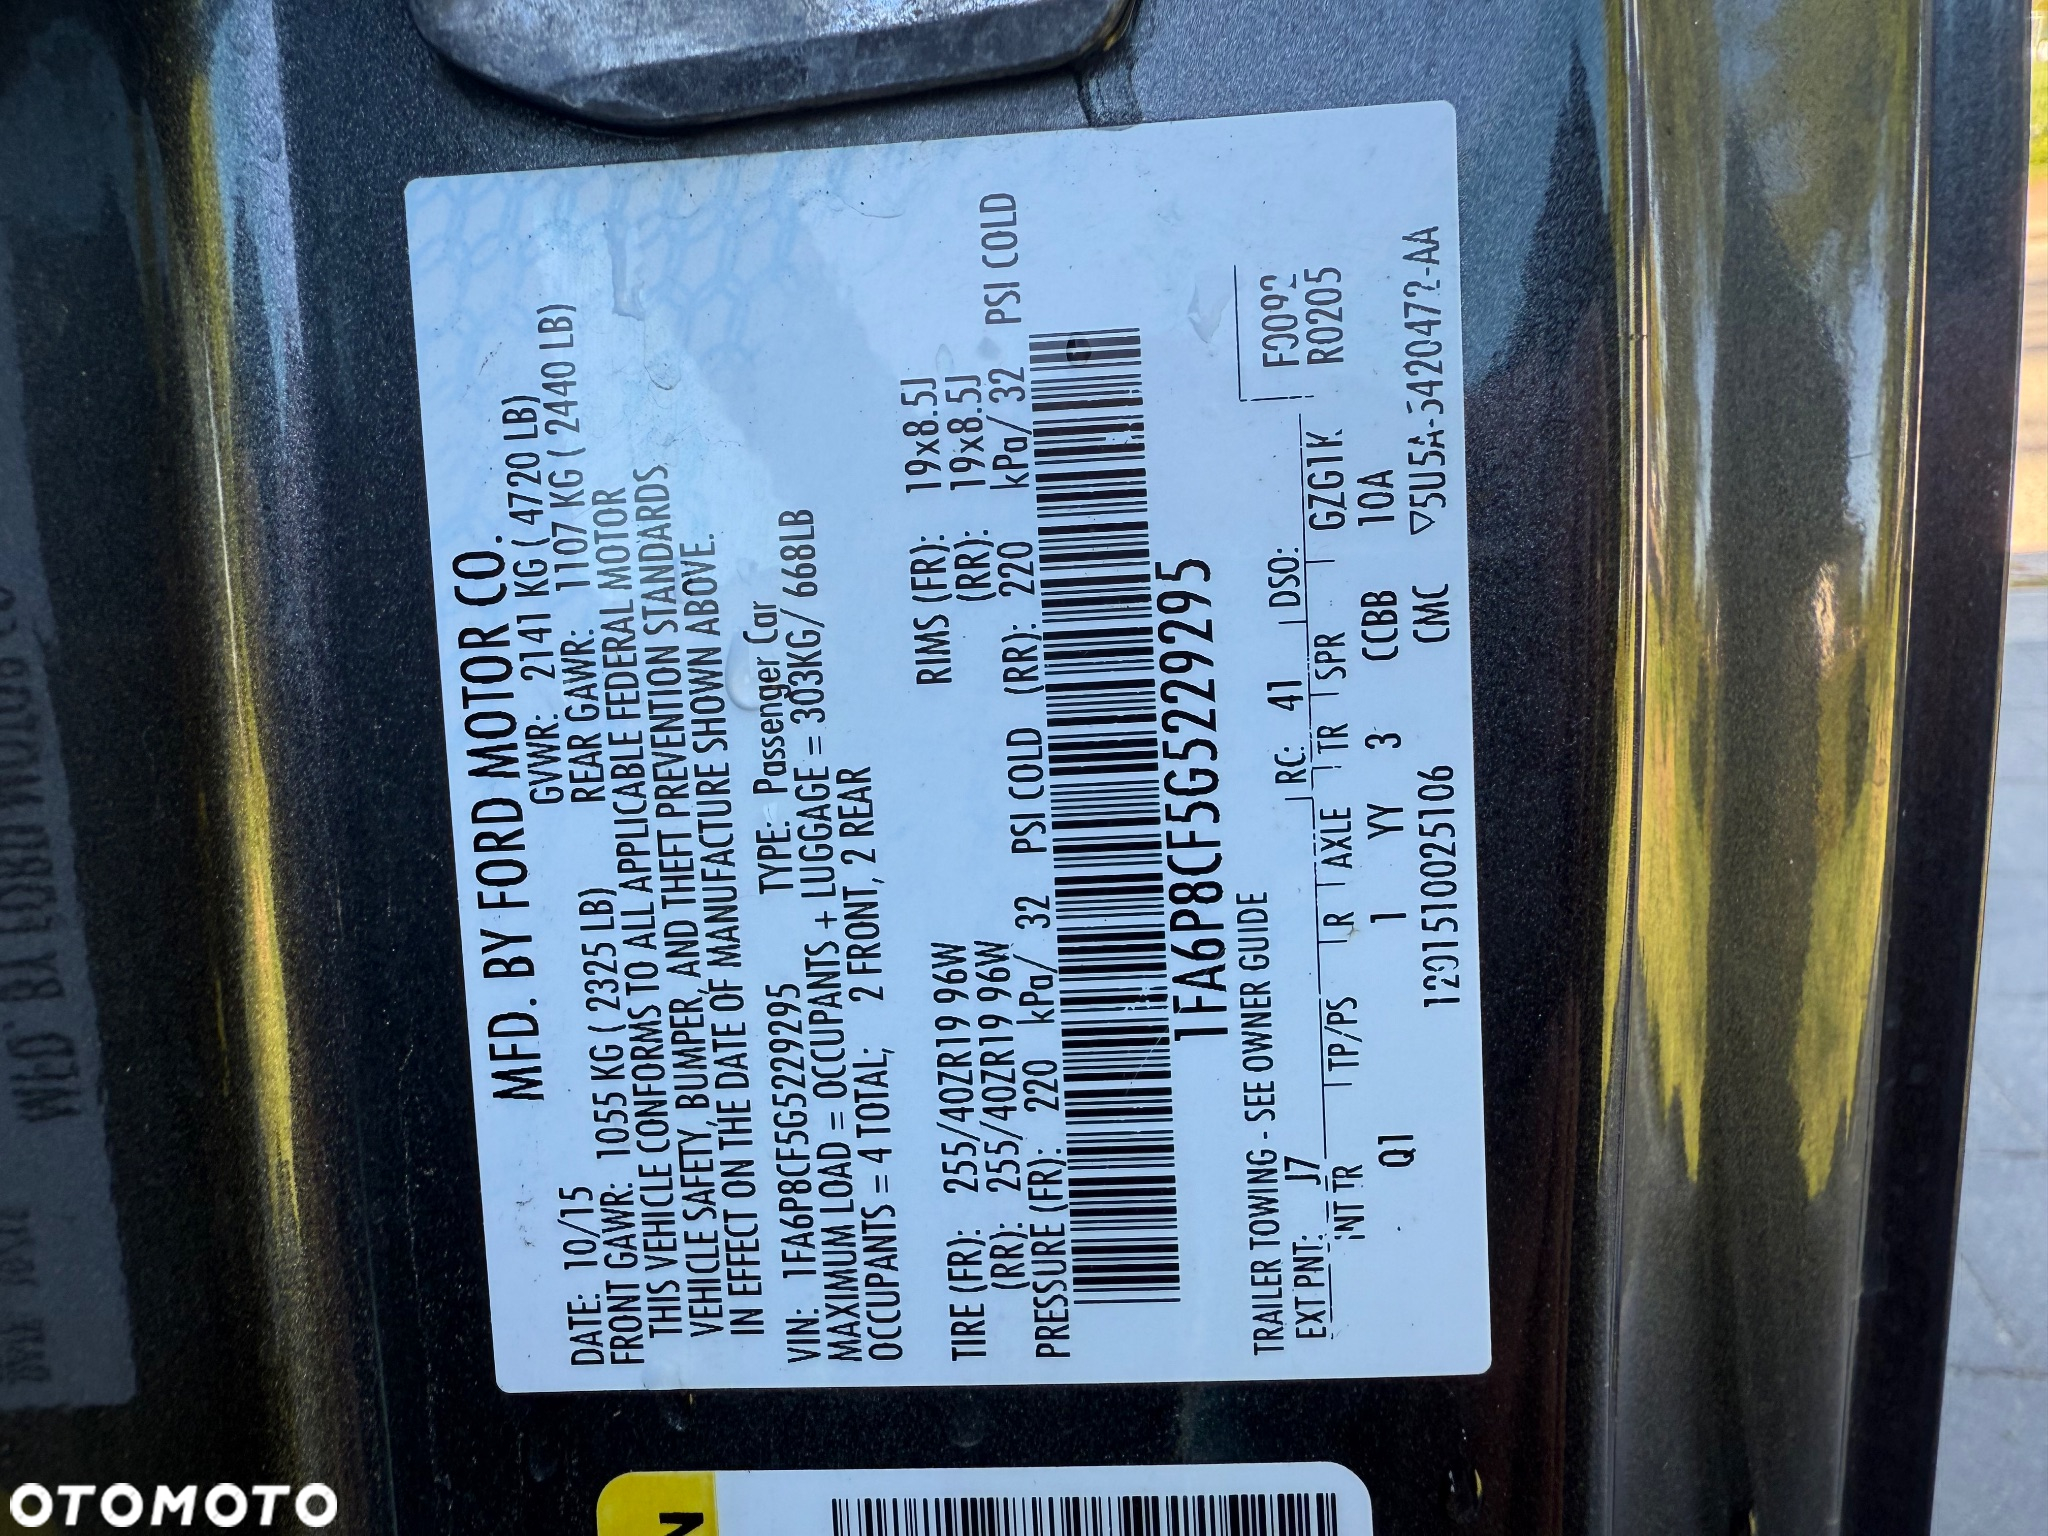 MFD. BY FORD MOTOR CO.
DATE: 10/15 GVWR: 2141 KG ( 4720 LB)
FRONT GAWR: 1055 KG ( 2325 LB) REAR GAWR: 1107 KG ( 2440 LB)
THIS VEHICLE CONFORMS TO ALL APPLICABLE FEDERAL MOTOR
VEHICLE SAFETY, BUMPER, AND THEFT PREVENTION STANDARDS
IN EFFECT ON THE DATE OF MANUFACTURE SHOWN ABOVE.
VIN: 1FA6P8CF5G5229295 TYPE: Passenger Car
MAXIMUM LOAD = OCCUPANTS + LUGGAGE = 303KG/ 668LB
OCCUPANTS = 4 TOTAL, 2 FRONT, 2 REAR
TIRE (FR): 255/40ZR19 96W RIMS (FR): 19x8.5J
(RR): 255/40ZR19 96W (RR): 19x8.5J
PRESSURE (FR): 220 kPa/ 32 PSI COLD (RR): 220 kPa/ 32 PSI COLD
1FA6P8CF5G5229295
TRAILER TOWING - SEE OWNER GUIDE
F0092
EXT PNT: J7 RC: 41 DSO: R0205
INT TR TP/PS R AXLE TR SPR GZG1K
Q1 1 YY 3 CCBB 10A
1201510025106 CMC ▽5U5A-5420472-AA
N
OTOMOTO